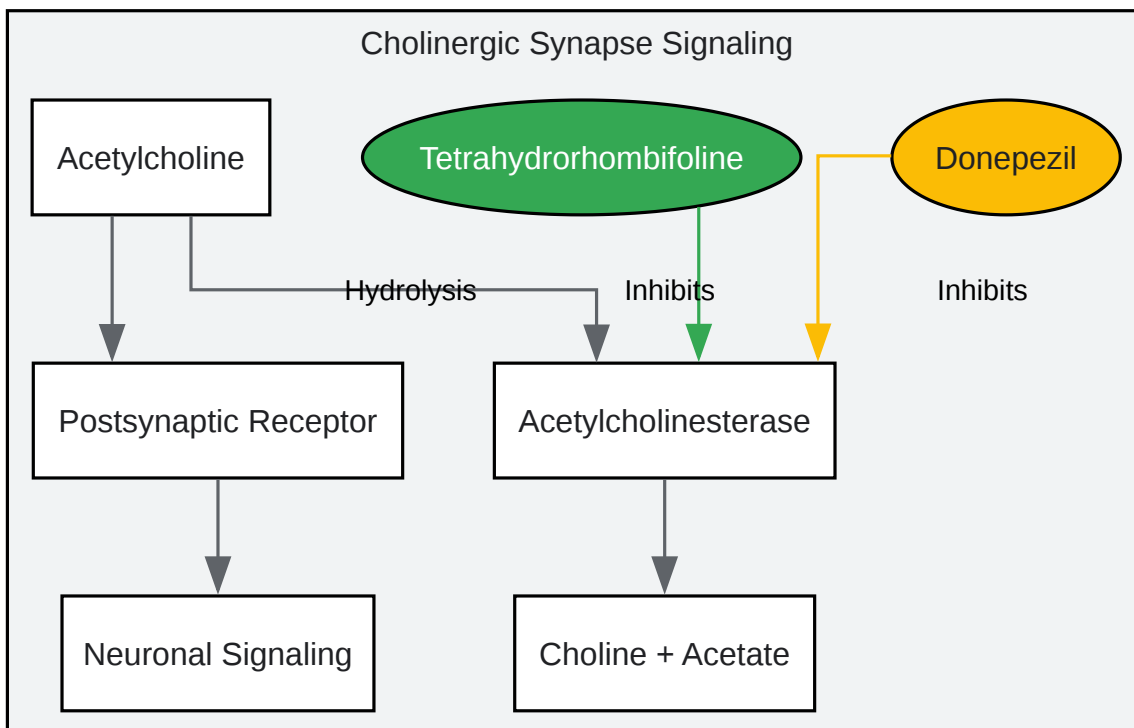 Cholinergic Synapse Signaling
Acetylcholine
Tetrahydrorhombifoline
Donepezil
Hydrolysis
Inhibits
Inhibits
Postsynaptic Receptor
Acetylcholinesterase
Neuronal Signaling
Choline + Acetate